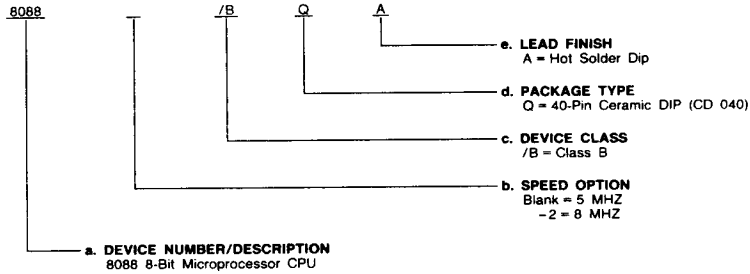 8088 _ /B Q A
e. LEAD FINISH
A = Hot Solder Dip
d. PACKAGE TYPE
Q = 40-Pin Ceramic DIP (CD 040)
c. DEVICE CLASS
/B = Class B
b. SPEED OPTION
Blank = 5 MHZ
-2 = 8 MHZ
a. DEVICE NUMBER/DESCRIPTION
8088 8-Bit Microprocessor CPU